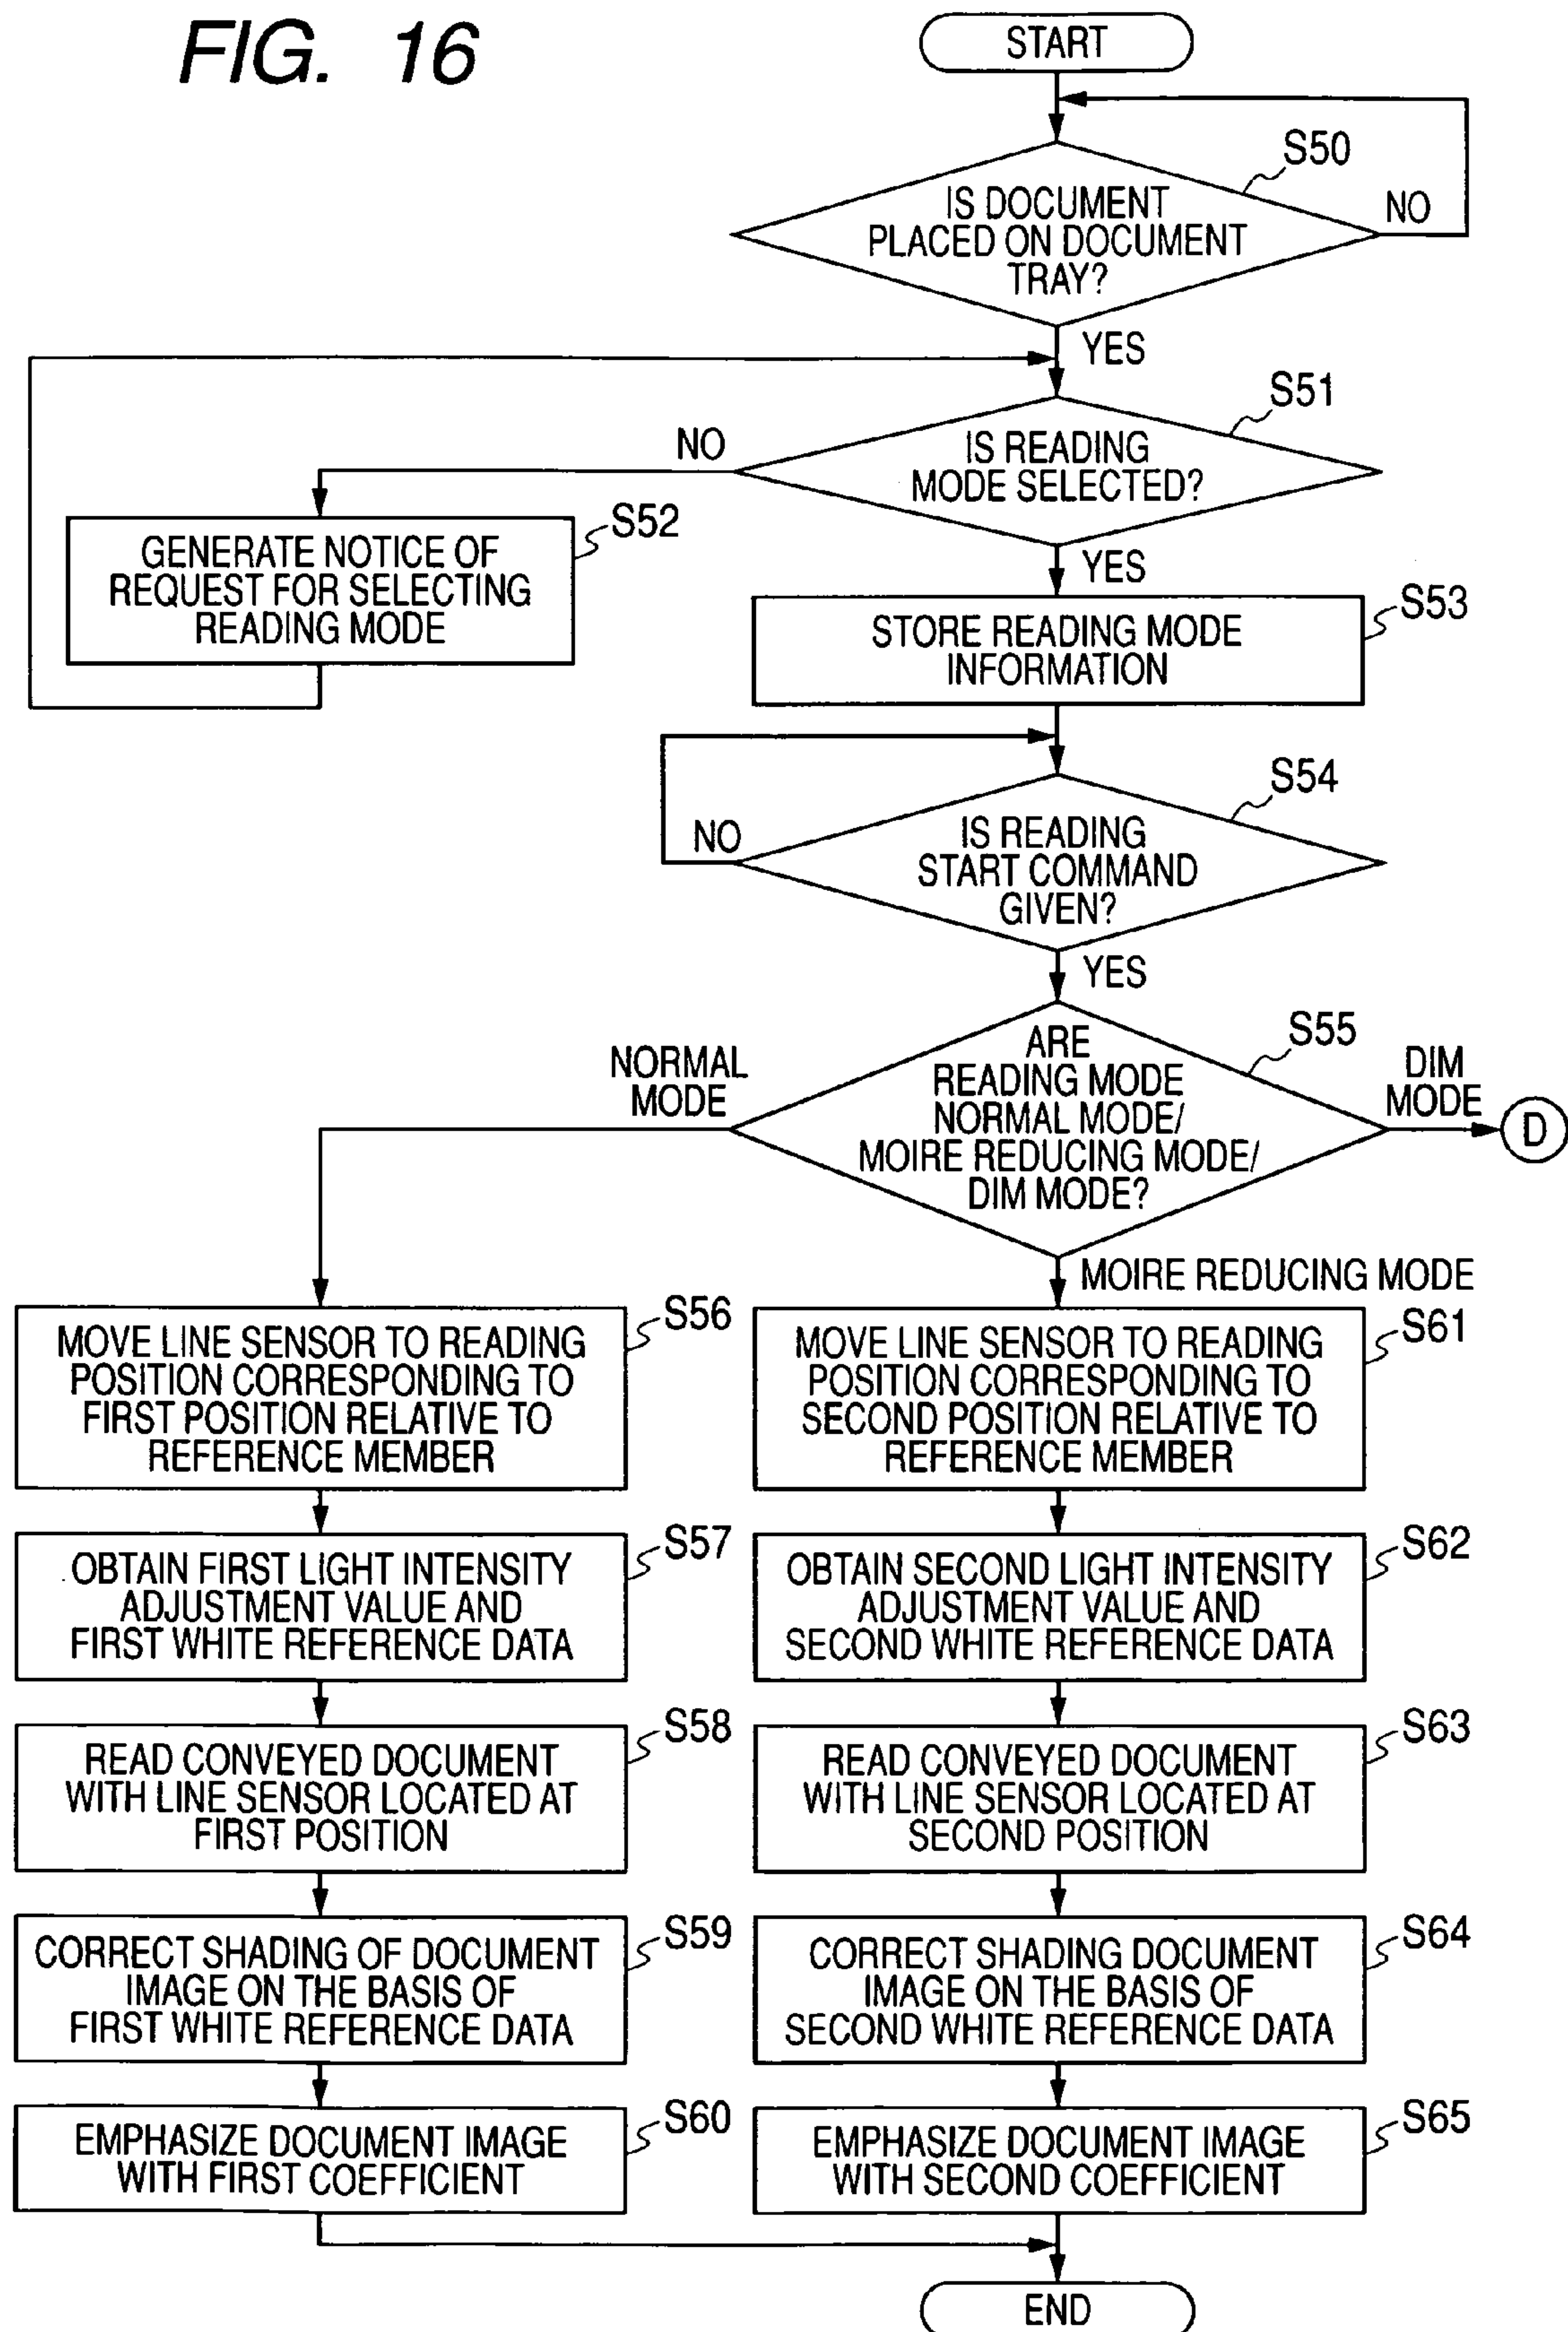 FIG. 16
START
S50
IS DOCUMENT
PLACED ON DOCUMENT
TRAY?
NO
YES
S51
IS READING
MODE SELECTED?
NO
S52
GENERATE NOTICE OF
REQUEST FOR SELECTING
READING MODE
YES
S53
STORE READING MODE
INFORMATION
S54
IS READING
START COMMAND
GIVEN?
NO
YES
S55
ARE
READING MODE
NORMAL MODE/
MOIRE REDUCING MODE/
DIM MODE?
NORMAL
MODE
DIM
MODE
D
MOIRE REDUCING MODE
S56
MOVE LINE SENSOR TO READING
POSITION CORRESPONDING TO
FIRST POSITION RELATIVE TO
REFERENCE MEMBER
S61
MOVE LINE SENSOR TO READING
POSITION CORRESPONDING TO
SECOND POSITION RELATIVE TO
REFERENCE MEMBER
S57
OBTAIN FIRST LIGHT INTENSITY
ADJUSTMENT VALUE AND
FIRST WHITE REFERENCE DATA
S62
OBTAIN SECOND LIGHT INTENSITY
ADJUSTMENT VALUE AND
SECOND WHITE REFERENCE DATA
S58
READ CONVEYED DOCUMENT
WITH LINE SENSOR LOCATED AT
FIRST POSITION
S63
READ CONVEYED DOCUMENT
WITH LINE SENSOR LOCATED AT
SECOND POSITION
S59
CORRECT SHADING OF DOCUMENT
IMAGE ON THE BASIS OF
FIRST WHITE REFERENCE DATA
S64
CORRECT SHADING DOCUMENT
IMAGE ON THE BASIS OF
SECOND WHITE REFERENCE DATA
S60
EMPHASIZE DOCUMENT IMAGE
WITH FIRST COEFFICIENT
S65
EMPHASIZE DOCUMENT IMAGE
WITH SECOND COEFFICIENT
END